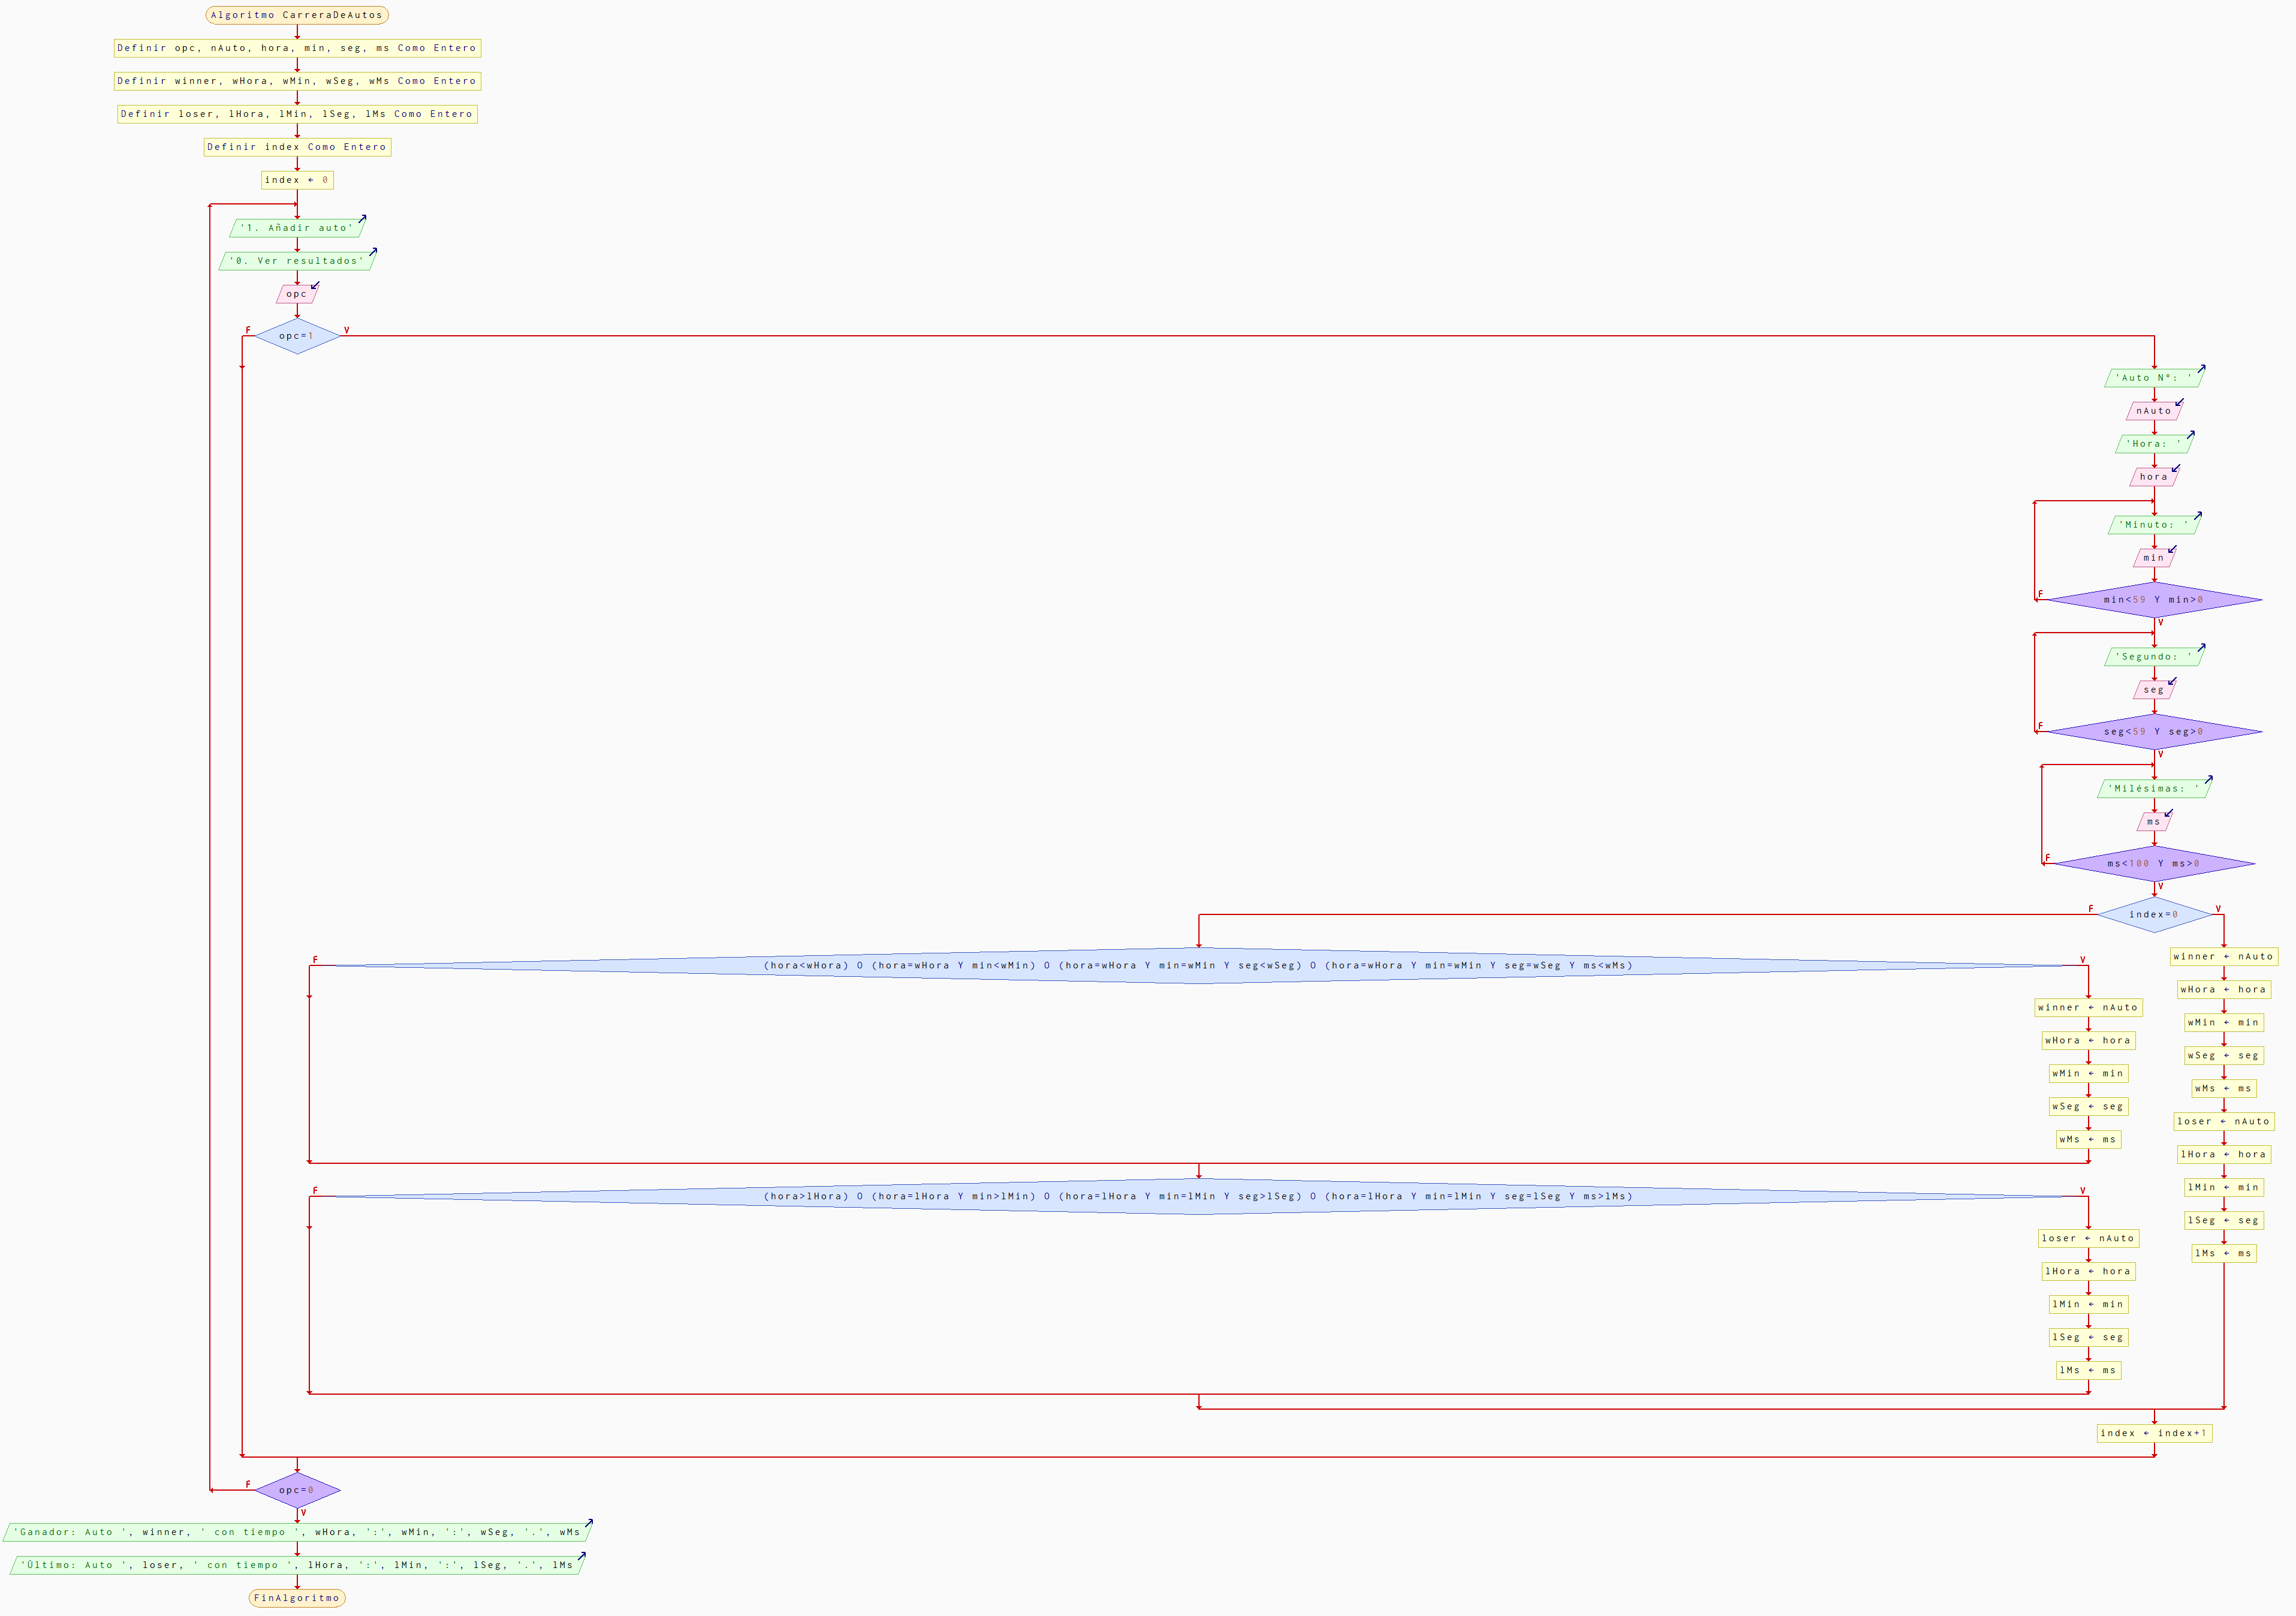 Algoritmo CarreraDeAutos
Definir opc, nAuto, hora, min, seg, ms Como Entero
Definir winner, wHora, wMin, wSeg, wMs Como Entero
Definir loser, lHora, lMin, lSeg, lMs Como Entero
Definir index Como Entero
index ← 0
'1. Añadir auto'
'0. Ver resultados'
opc
F
opc=1
V
'Auto Nº: '
nAuto
'Hora: '
hora
'Minuto: '
min
F
min<59 Y min>0
V
'Segundo: '
seg
F
seg<59 Y seg>0
V
'Milésimas: '
ms
F
ms<100 Y ms>0
V
F
index=0
V
F
(hora<wHora) O (hora=wHora Y min<wMin) O (hora=wHora Y min=wMin Y seg<wSeg) O (hora=wHora Y min=wMin Y seg=wSeg Y ms<wMs)
V
winner ← nAuto
wHora ← hora
wMin ← min
wSeg ← seg
wMs ← ms
F
(hora>lHora) O (hora=lHora Y min>lMin) O (hora=lHora Y min=lMin Y seg>lSeg) O (hora=lHora Y min=lMin Y seg=lSeg Y ms>lMs)
V
loser ← nAuto
lHora ← hora
lMin ← min
lSeg ← seg
lMs ← ms
winner ← nAuto
wHora ← hora
wMin ← min
wSeg ← seg
wMs ← ms
loser ← nAuto
lHora ← hora
lMin ← min
lSeg ← seg
lMs ← ms
index ← index+1
F
opc=0
V
'Ganador: Auto ', winner, ' con tiempo ', wHora, ':', wMin, ':', wSeg, '.', wMs
'Último: Auto ', loser, ' con tiempo ', lHora, ':', lMin, ':', lSeg, '.', lMs
FinAlgoritmo